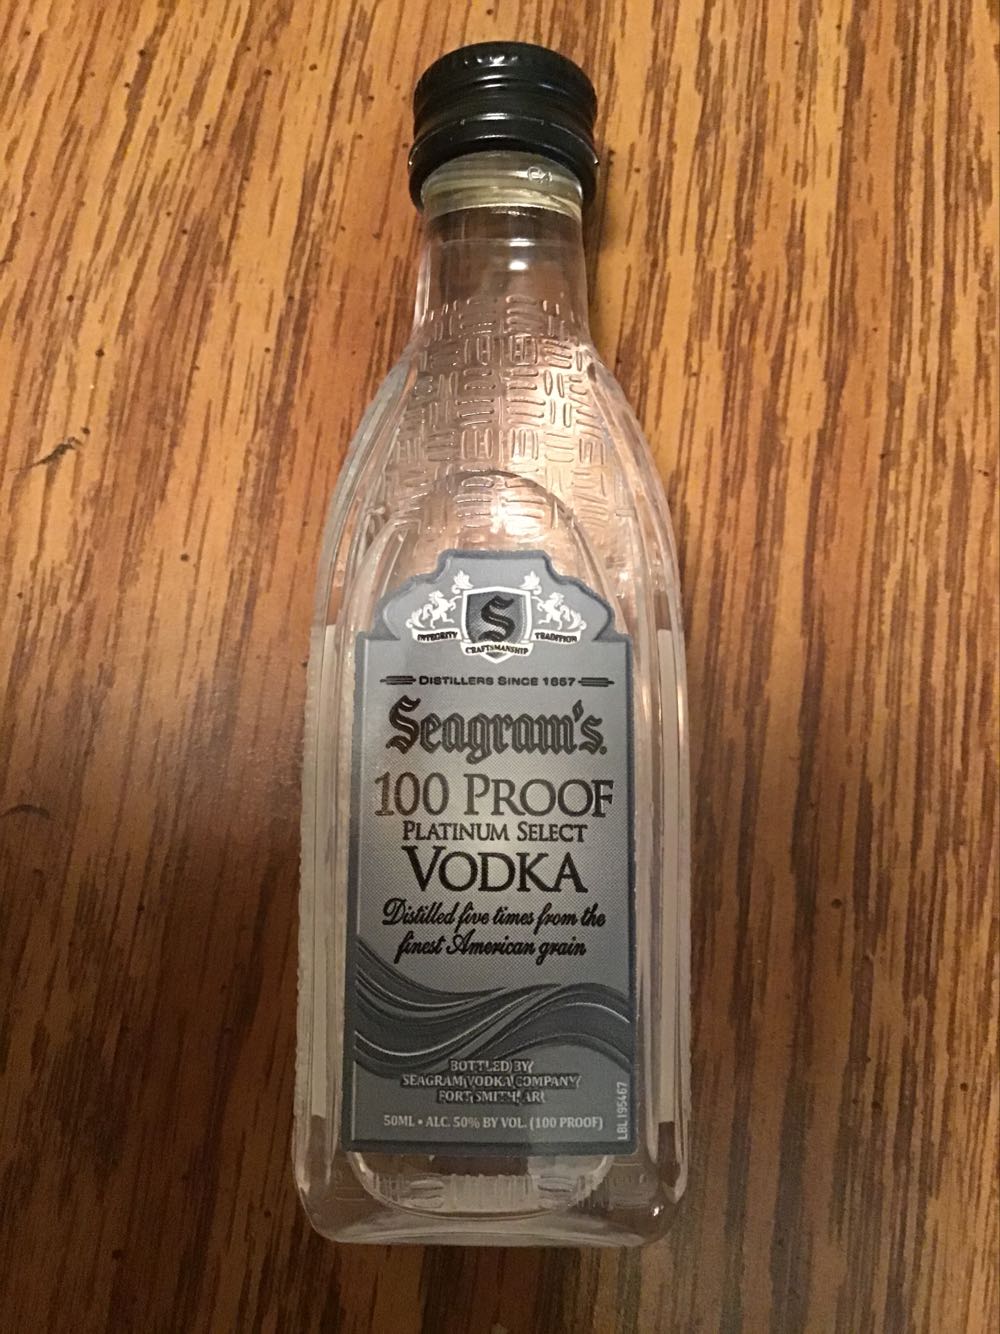 S
INTEGRITY
CRAFTSMANSHIP
TRADITION
DISTILLERS SINCE 1857
Seagram's
100 PROOF
PLATINUM SELECT
VODKA
Distilled five times from the
finest American grain
BOTTLED BY
SEAGRAM VODKA COMPANY
FORT SMITH, AR
50ML • ALC. 50% BY VOL. (100 PROOF)
LBL195467